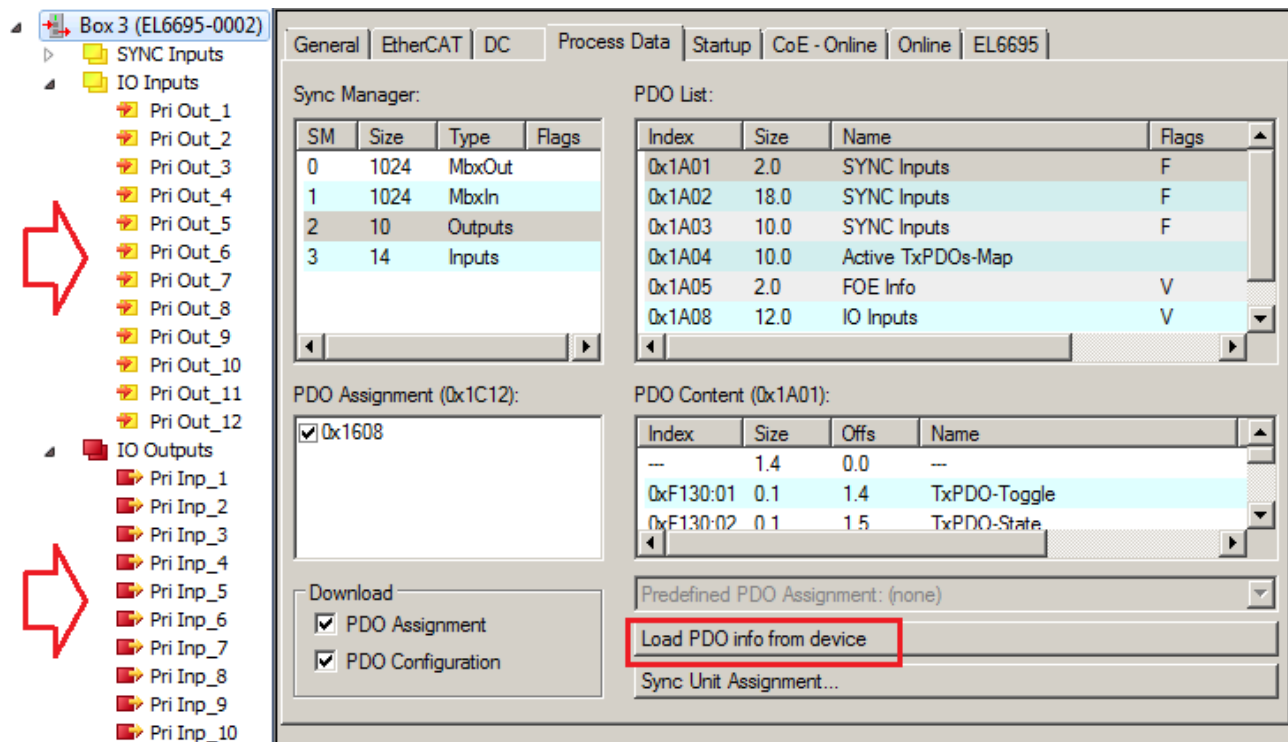 Box 3 (EL6695-0002)
SYNC Inputs
IO Inputs
Pri Out_1
Pri Out_2
Pri Out_3
Pri Out_4
Pri Out_5
Pri Out_6
Pri Out_7
Pri Out_8
Pri Out_9
Pri Out_10
Pri Out_11
Pri Out_12
IO Outputs
Pri Inp_1
Pri Inp_2
Pri Inp_3
Pri Inp_4
Pri Inp_5
Pri Inp_6
Pri Inp_7
Pri Inp_8
Pri Inp_9
Pri Inp_10
General EtherCAT DC Process Data Startup CoE - Online Online EL6695
Sync Manager:
SM Size Type Flags
0 1024 MbxOut
1 1024 MbxIn
2 10 Outputs
3 14 Inputs
PDO List:
Index Size Name Flags
0x1A01 2.0 SYNC Inputs F
0x1A02 18.0 SYNC Inputs F
0x1A03 10.0 SYNC Inputs F
0x1A04 10.0 Active TxPDOs-Map
0x1A05 2.0 FOE Info V
0x1A08 12.0 IO Inputs V
PDO Assignment (0x1C12):
0x1608
PDO Content (0x1A01):
Index Size Offs Name
--- 1.4 0.0 ---
0xF130:01 0.1 1.4 TxPDO-Toggle
0xF130:02 0.1 1.5 TxPDO-State
Download
PDO Assignment
PDO Configuration
Predefined PDO Assignment: (none)
Load PDO info from device
Sync Unit Assignment...